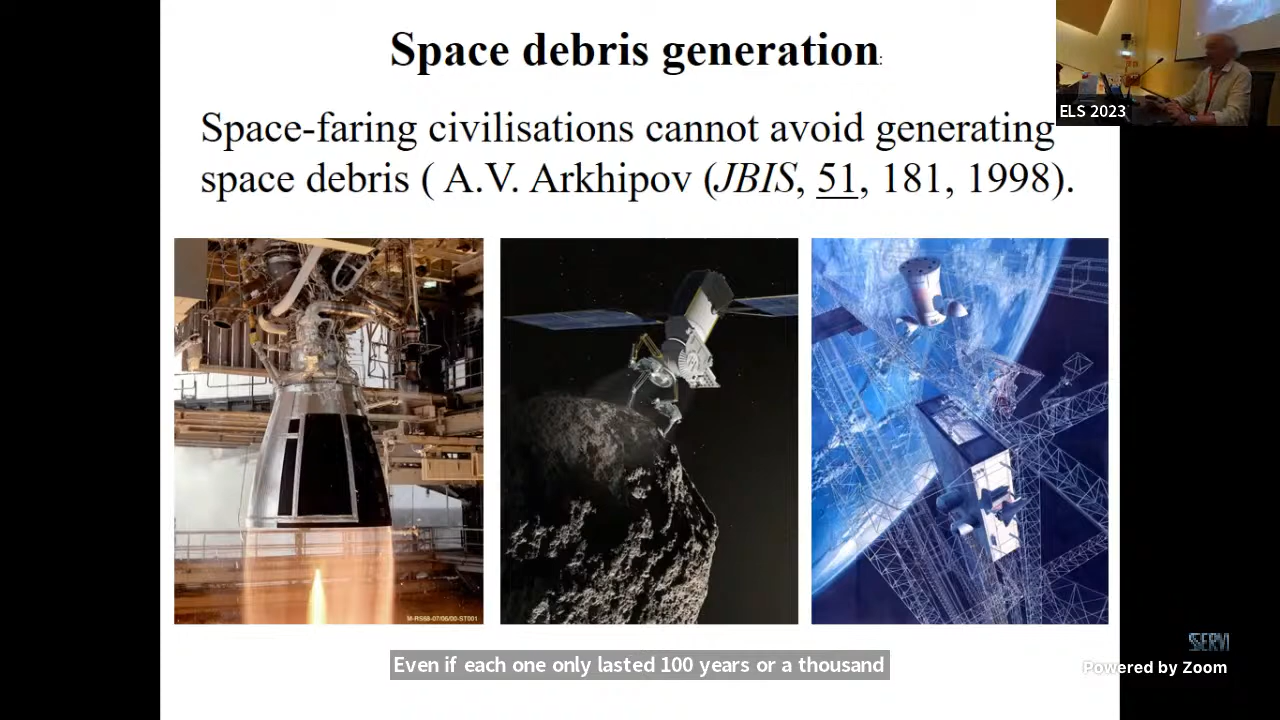 Space debris generation:
ELS 2023
Space-faring civilisations cannot avoid generating
space debris ( A.V. Arkhipov (JBIS, 51, 181, 1998).
M-RS68-07/06/00-ST001
Even if each one only lasted 100 years or a thousand
Powered by Zoom